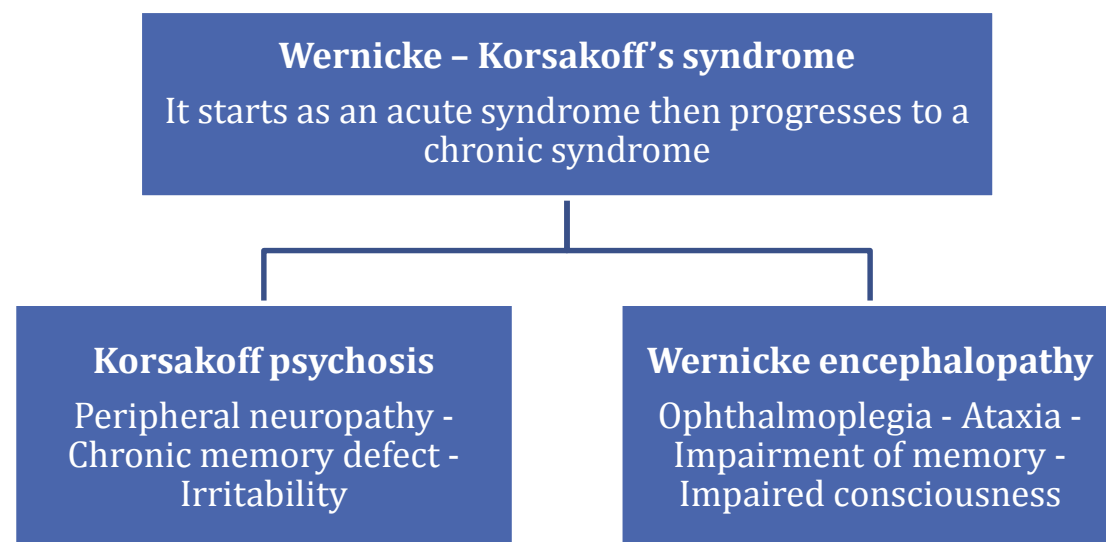 Wernicke – Korsakoff’s syndrome
It starts as an acute syndrome then progresses to a
chronic syndrome
Korsakoff psychosis
Peripheral neuropathy -
Chronic memory defect -
Irritability
Wernicke encephalopathy
Ophthalmoplegia - Ataxia -
Impairment of memory -
Impaired consciousness